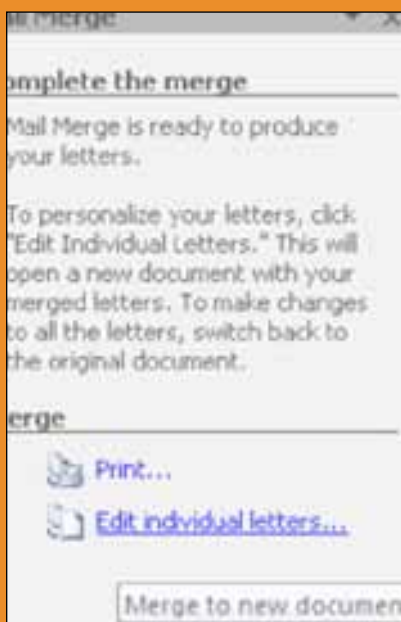 ail Merge
omplete the merge
Mail Merge is ready to produce
your letters.
To personalize your letters, click
"Edit Individual Letters." This will
open a new document with your
merged letters. To make changes
to all the letters, switch back to
the original document.
erge
Print...
Edit individual letters...
Merge to new documen